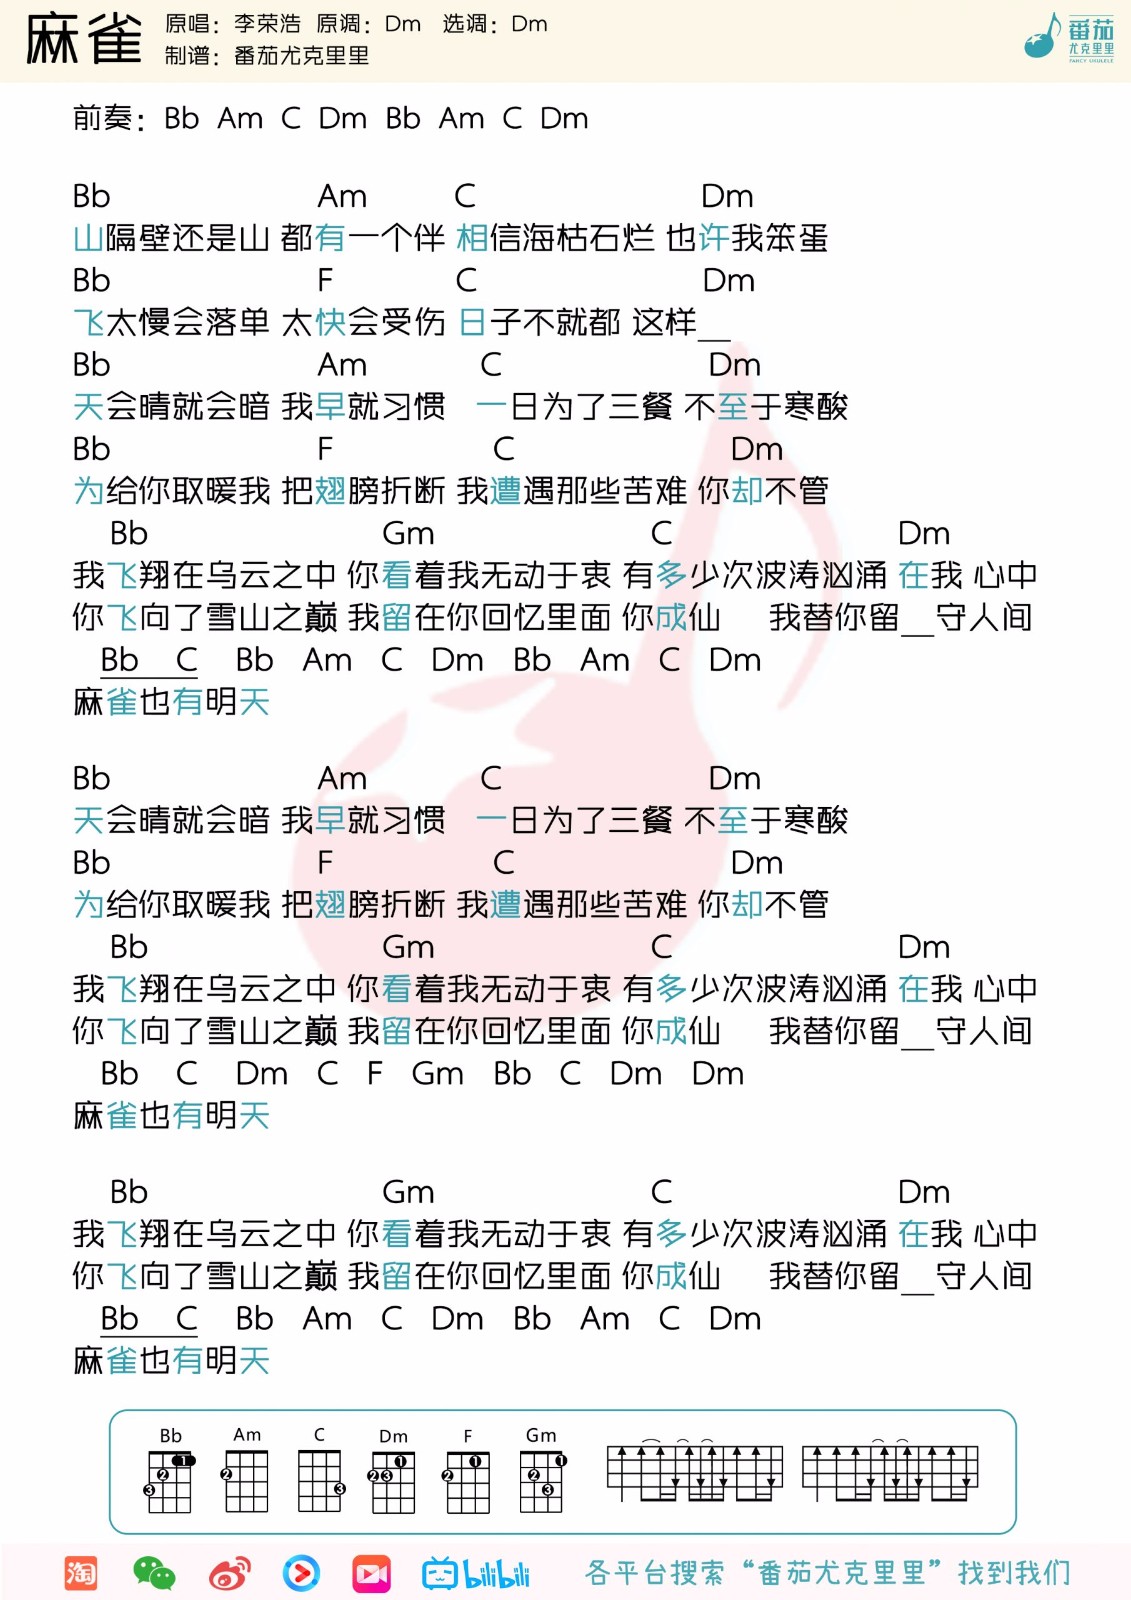 麻雀
原唱：李荣浩 原调：Dm 选调：Dm
制谱：番茄尤克里里
番茄
尤克里里
FANCY UKULELE
前奏：Bb Am C Dm Bb Am C Dm
Bb Am C Dm
山隔壁还是山 都有一个伴 相信海枯石烂 也许我笨蛋
Bb F C Dm
飞太慢会落单 太快会受伤 日子不就都 这样__
Bb Am C Dm
天会晴就会暗 我早就习惯 一日为了三餐 不至于寒酸
Bb F C Dm
为给你取暖我 把翅膀折断 我遭遇那些苦难 你却不管
Bb Gm C Dm
我飞翔在乌云之中 你看着我无动于衷 有多少次波涛汹涌 在我 心中
你飞向了雪山之巅 我留在你回忆里面 你成仙 我替你留__守人间
Bb C Bb Am C Dm Bb Am C Dm
麻雀也有明天
Bb Am C Dm
天会晴就会暗 我早就习惯 一日为了三餐 不至于寒酸
Bb F C Dm
为给你取暖我 把翅膀折断 我遭遇那些苦难 你却不管
Bb Gm C Dm
我飞翔在乌云之中 你看着我无动于衷 有多少次波涛汹涌 在我 心中
你飞向了雪山之巅 我留在你回忆里面 你成仙 我替你留__守人间
Bb C Dm C F Gm Bb C Dm Dm
麻雀也有明天
Bb Gm C Dm
我飞翔在乌云之中 你看着我无动于衷 有多少次波涛汹涌 在我 心中
你飞向了雪山之巅 我留在你回忆里面 你成仙 我替你留__守人间
Bb C Bb Am C Dm Bb Am C Dm
麻雀也有明天
Bb Am C Dm F Gm
1 2 3 2 3 1 2 3 1 2 1 2 3
淘 bilibili 各平台搜索“番茄尤克里里”找到我们